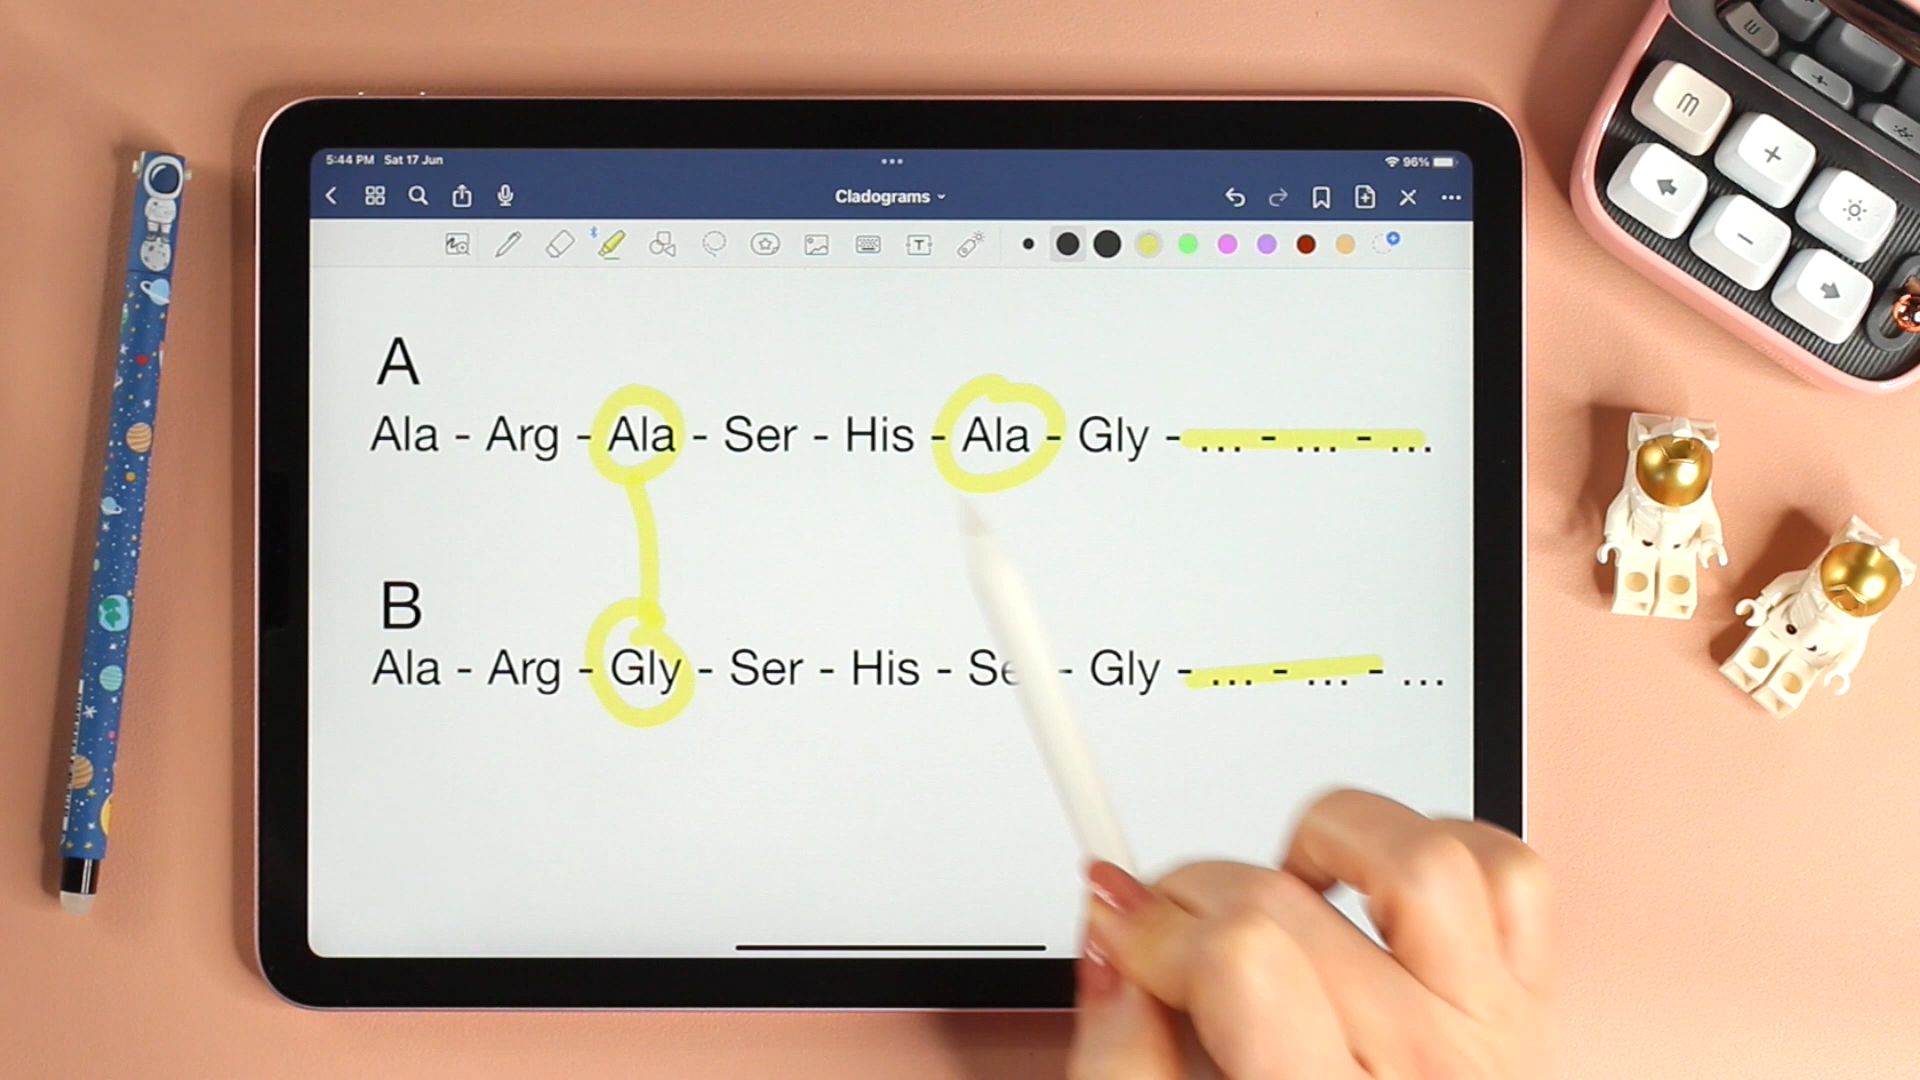 5:44 PM Sat 17 Jun
96%
Cladograms
T
A
Ala - Arg - Ala - Ser - His - Ala - Gly - ... - ... - ...
B
Ala - Arg - Gly - Ser - His - Se - Gly - ... - ... - ...
m
+
-